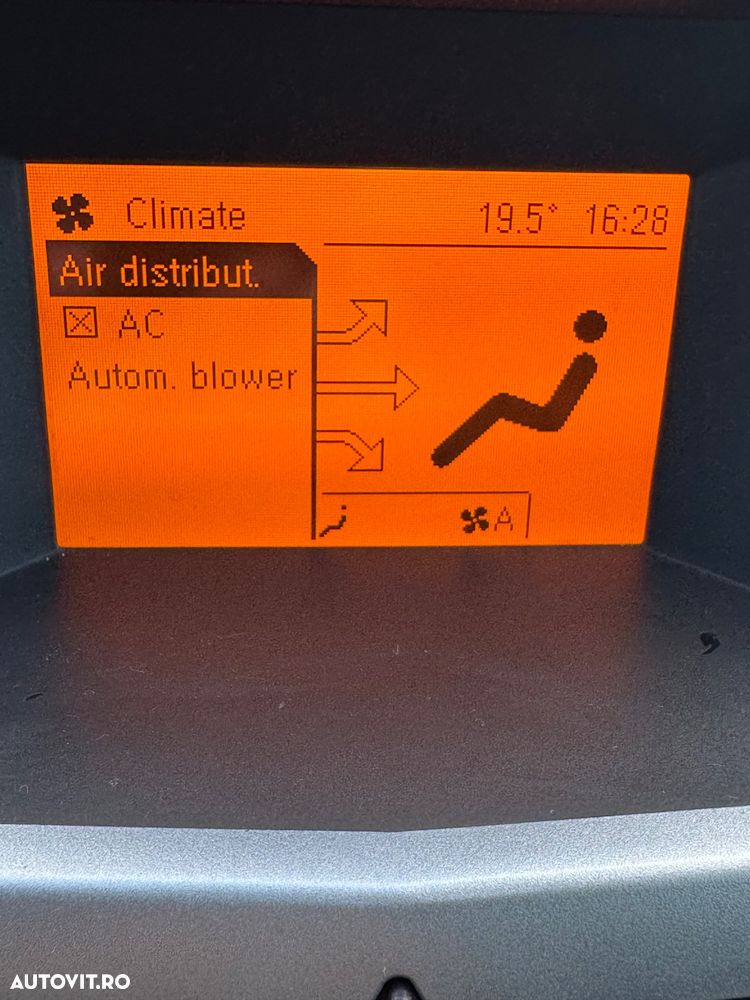 Climate 19.5° 16:28
Air distribut.
AC
Autom. blower
A
AUTOVIT.RO